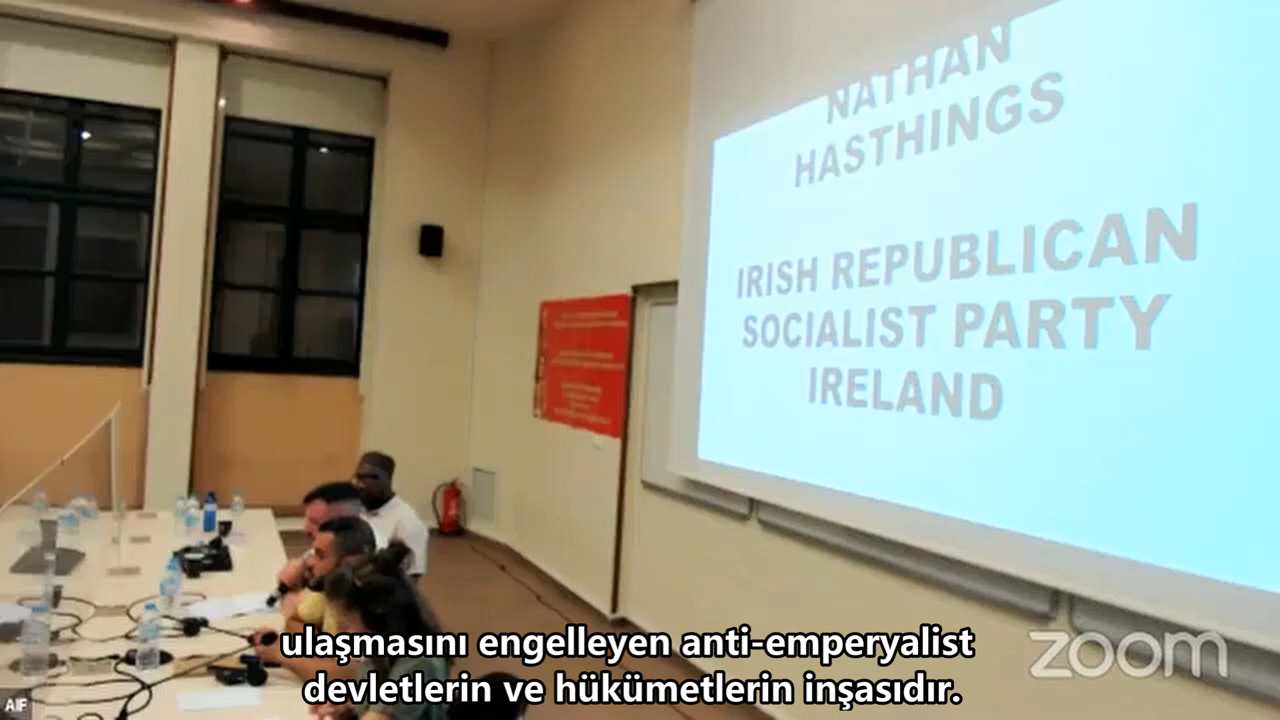 NATHAN
HASTHINGS
IRISH REPUBLICAN
SOCIALIST PARTY
IRELAND
ulaşmasını engelleyen anti-emperyalist
devletlerin ve hükümetlerin inşasıdır.
zoom
AIF